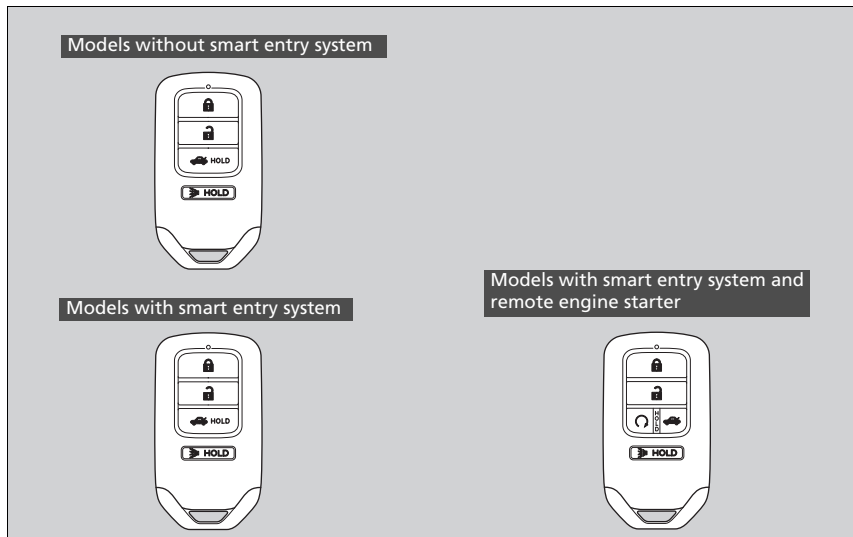 Models without smart entry system
HOLD
HOLD
Models with smart entry system
HOLD
HOLD
Models with smart entry system and
remote engine starter
HOLD
HOLD